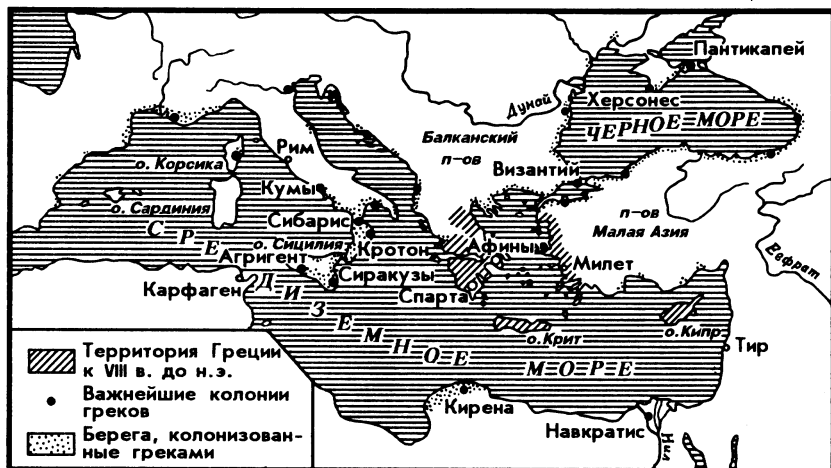 Пантикапей
Дунай
Херсонес
ЧЕРНОЕ МОРЕ
Балканский
п-ов
Рим
о. Корсика
Византий
Кумы
о. Сардиния
Сибарис
п-ов
Малая Азия
о. Сицилия
Кротон
Афины
Агригент
Евфрат
Милет
Сиракузы
Карфаген
Спарта
СРЕДИЗЕМНОЕ МОРЕ
о. Крит
о. Кипр
Тир
Кирена
Навкратис
Нил
Территория Греции
к VIII в. до н.э.
Важнейшие колонии
греков
Берега, колонизован-
ные греками